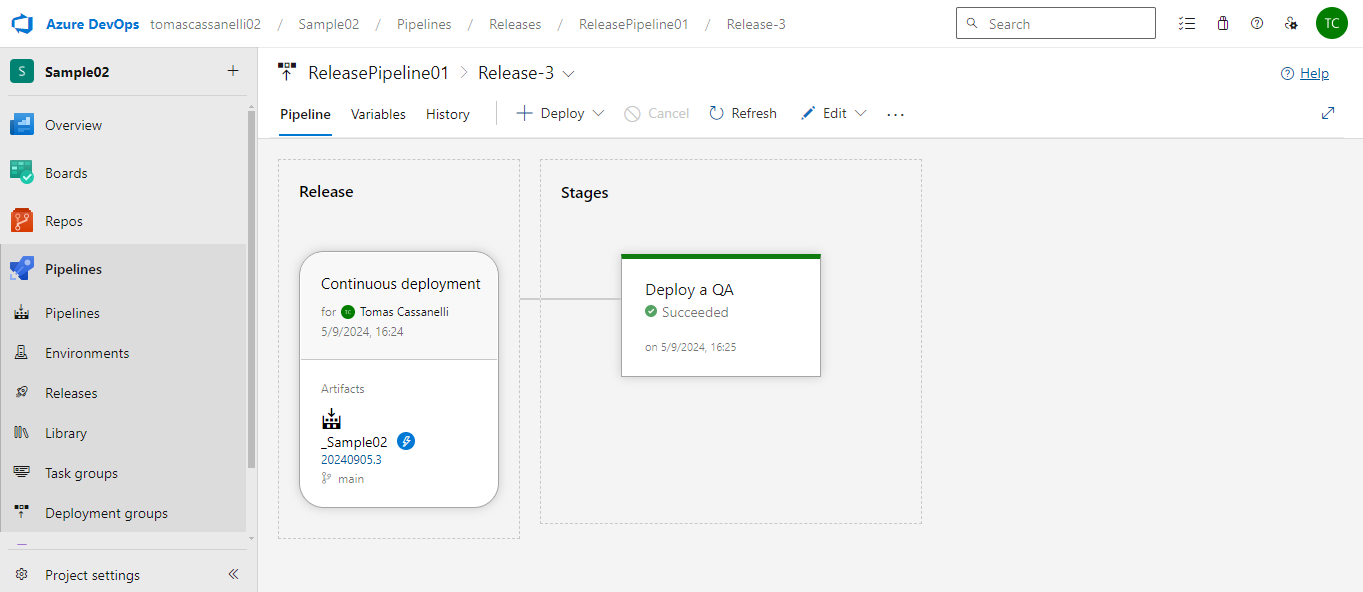 Azure DevOps tomascassanelli02 / Sample02 / Pipelines / Releases / ReleasePipeline01 / Release-3
Search
TC
S Sample02 +
Overview
Boards
Repos
Pipelines
Pipelines
Environments
Releases
Library
Task groups
Deployment groups
Project settings
ReleasePipeline01 > Release-3
Help
Pipeline Variables History Deploy Cancel Refresh Edit ...
Release
Continuous deployment
for TC Tomas Cassanelli
5/9/2024, 16:24
Artifacts
_Sample02
20240905.3
main
Stages
Deploy a QA
Succeeded
on 5/9/2024, 16:25